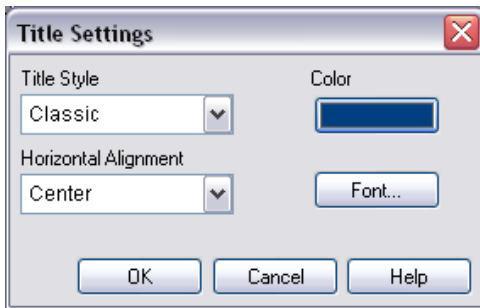 Title Settings
Title Style Color
Classic
Horizontal Alignment
Center Font...
OK Cancel Help